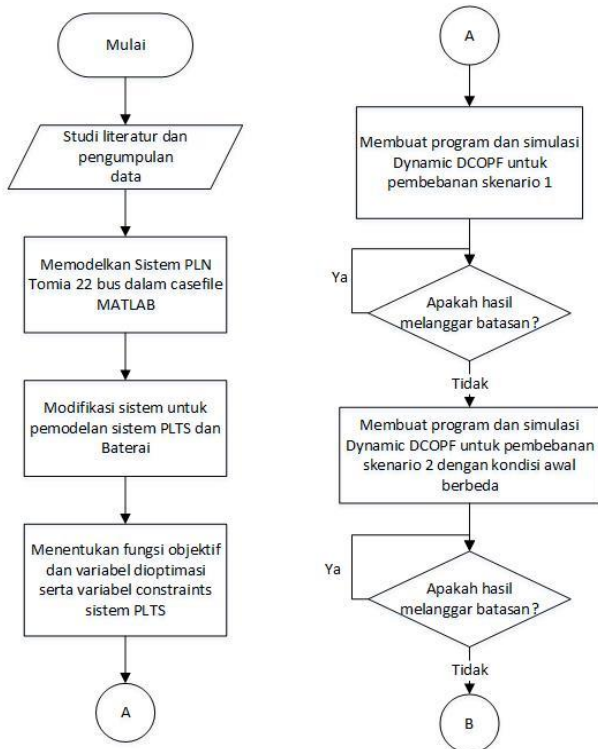 Mulai
Studi literatur dan
pengumpulan
data
Memodelkan Sistem PLN
Tomia 22 bus dalam casefile
MATLAB
Modifikasi sistem untuk
pemodelan sistem PLTS dan
Baterai
Menentukan fungsi objektif
dan variabel dioptimasi
serta variabel constraints
sistem PLTS
A
A
Membuat program dan simulasi
Dynamic DCOPF untuk
pembebanan skenario 1
Ya
Apakah hasil
melanggar batasan?
Tidak
Membuat program dan simulasi
Dynamic DCOPF untuk pembebanan
skenario 2 dengan kondisi awal
berbeda
Ya
Apakah hasil
melanggar batasan?
Tidak
B